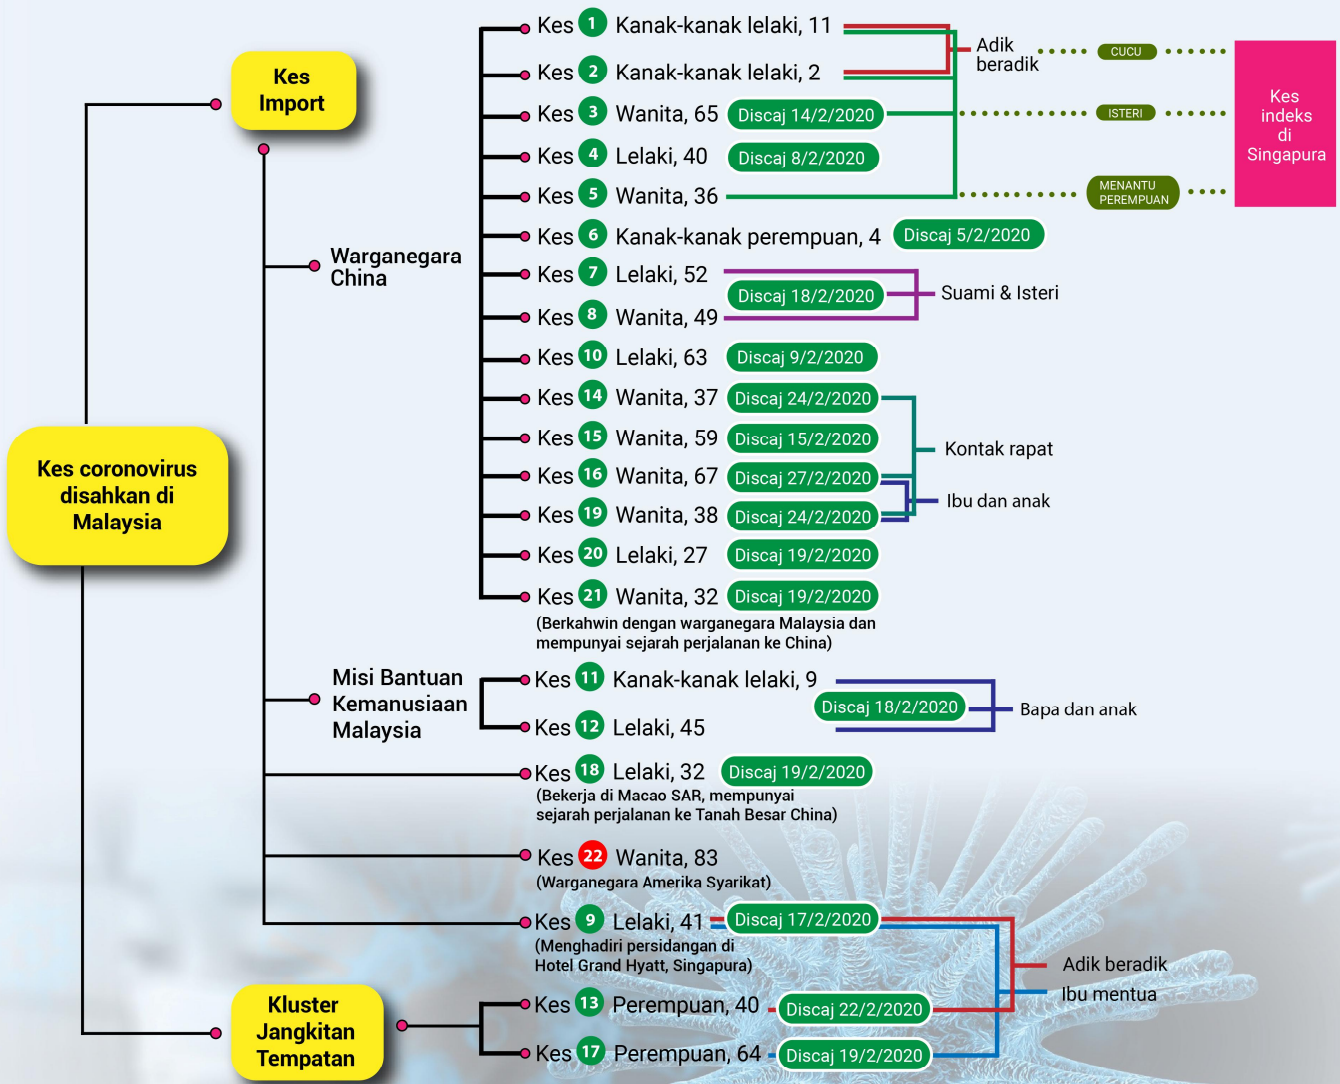 Kes coronovirus
disahkan di
Malaysia
Kes
Import
Warganegara
China
Kes 1 Kanak-kanak lelaki, 11
Kes 2 Kanak-kanak lelaki, 2
Adik
beradik
CUCU
Kes 3 Wanita, 65 Discaj 14/2/2020
ISTERI
Kes 4 Lelaki, 40 Discaj 8/2/2020
Kes 5 Wanita, 36
MENANTU
PEREMPUAN
Kes
indeks
di
Singapura
Kes 6 Kanak-kanak perempuan, 4 Discaj 5/2/2020
Kes 7 Lelaki, 52
Discaj 18/2/2020 Suami & Isteri
Kes 8 Wanita, 49
Kes 10 Lelaki, 63 Discaj 9/2/2020
Kes 14 Wanita, 37 Discaj 24/2/2020
Kes 15 Wanita, 59 Discaj 15/2/2020
Kontak rapat
Kes 16 Wanita, 67 Discaj 27/2/2020
Ibu dan anak
Kes 19 Wanita, 38 Discaj 24/2/2020
Kes 20 Lelaki, 27 Discaj 19/2/2020
Kes 21 Wanita, 32 Discaj 19/2/2020
(Berkahwin dengan warganegara Malaysia dan
mempunyai sejarah perjalanan ke China)
Misi Bantuan
Kemanusiaan
Malaysia
Kes 11 Kanak-kanak lelaki, 9
Discaj 18/2/2020 Bapa dan anak
Kes 12 Lelaki, 45
Kes 18 Lelaki, 32 Discaj 19/2/2020
(Bekerja di Macao SAR, mempunyai
sejarah perjalanan ke Tanah Besar China)
Kes 22 Wanita, 83
(Warganegara Amerika Syarikat)
Kes 9 Lelaki, 41 Discaj 17/2/2020
(Menghadiri persidangan di
Hotel Grand Hyatt, Singapura)
Adik beradik
Ibu mentua
Kluster
Jangkitan
Tempatan
Kes 13 Perempuan, 40 Discaj 22/2/2020
Kes 17 Perempuan, 64 Discaj 19/2/2020